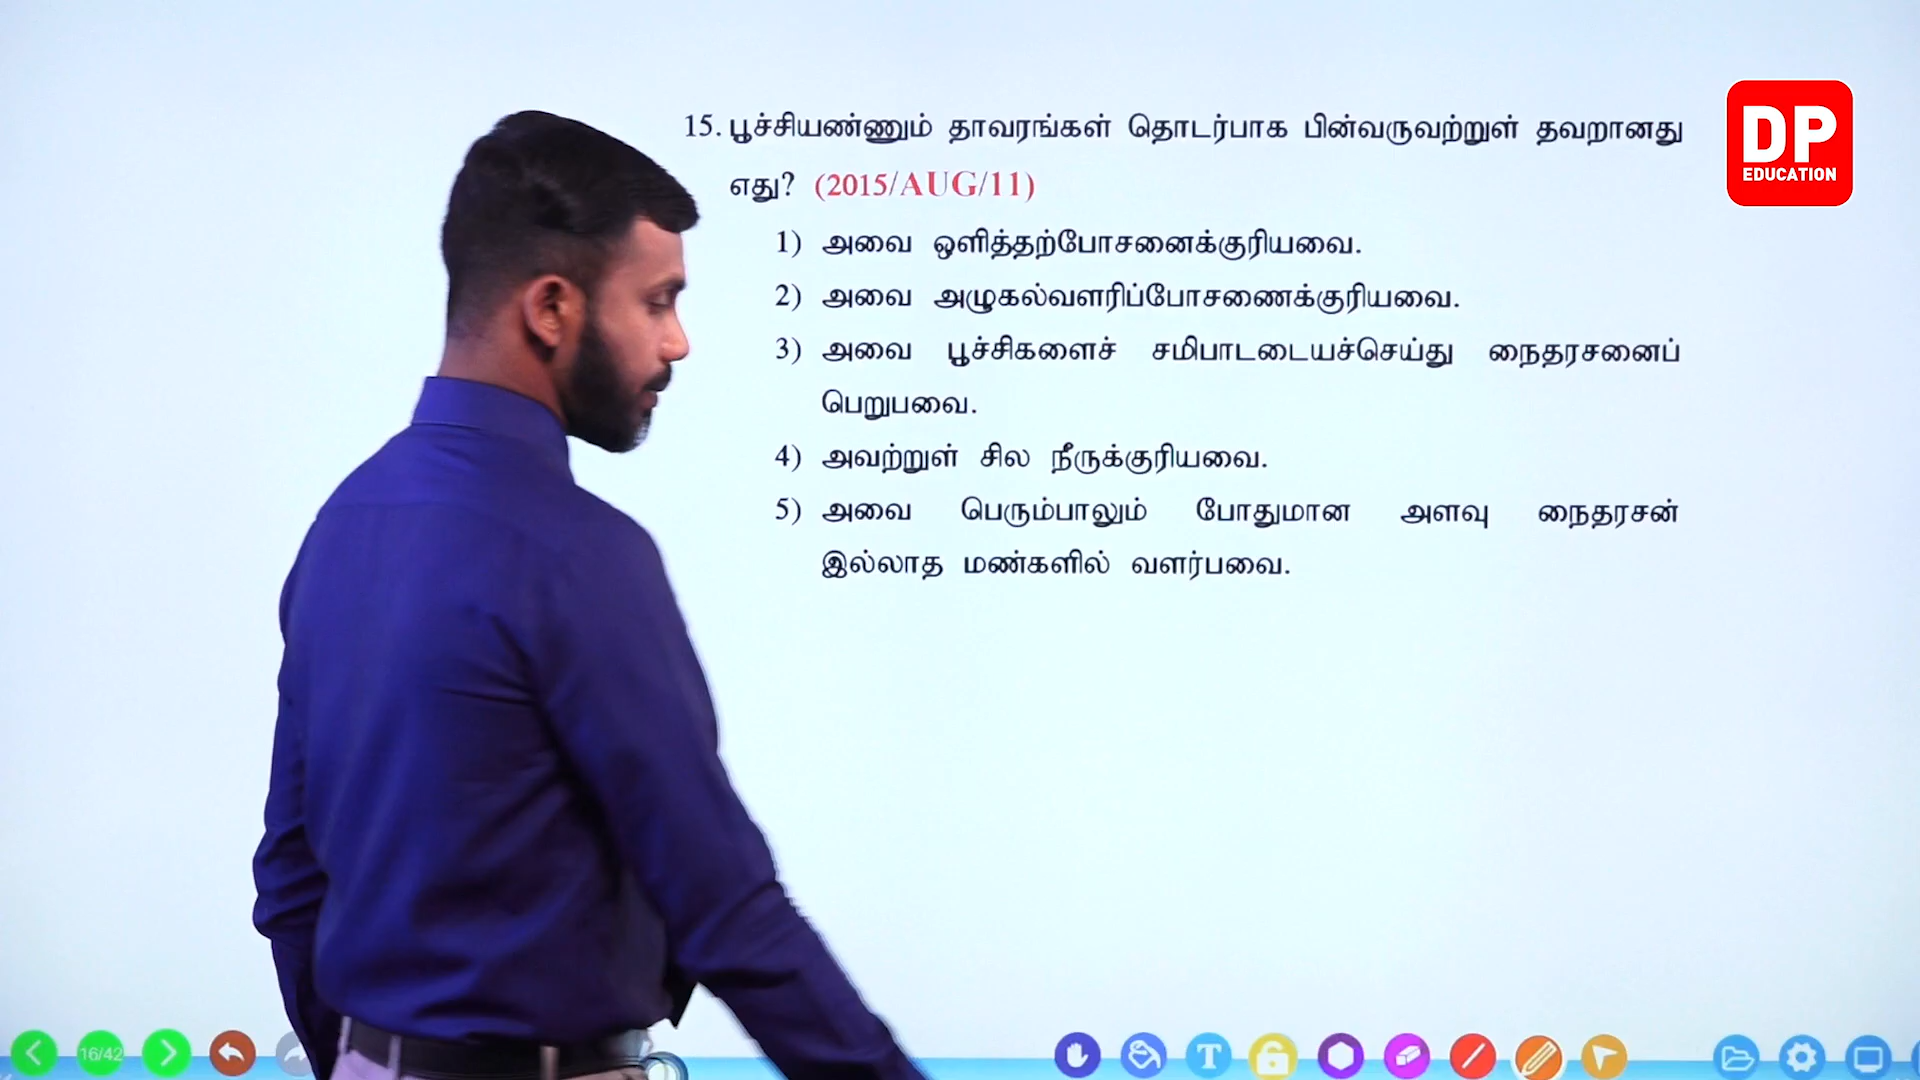 15. பூச்சியுண்ணும் தாவரங்கள் தொடர்பாக பின்வருவற்றுள் தவறானது
எது? (2015/AUG/11)
1) அவை ஒளித்தற்போசனைக்குரியவை.
2) அவை அழுகல்வளரிப்போசணைக்குரியவை.
3) அவை பூச்சிகளைச் சமிபாடடையச்செய்து நைதரசனைப்
பெறுபவை.
4) அவற்றுள் சில நீருக்குரியவை.
5) அவை பெரும்பாலும் போதுமான அளவு நைதரசன்
இல்லாத மண்களில் வளர்பவை.
DP
EDUCATION
16/42
T